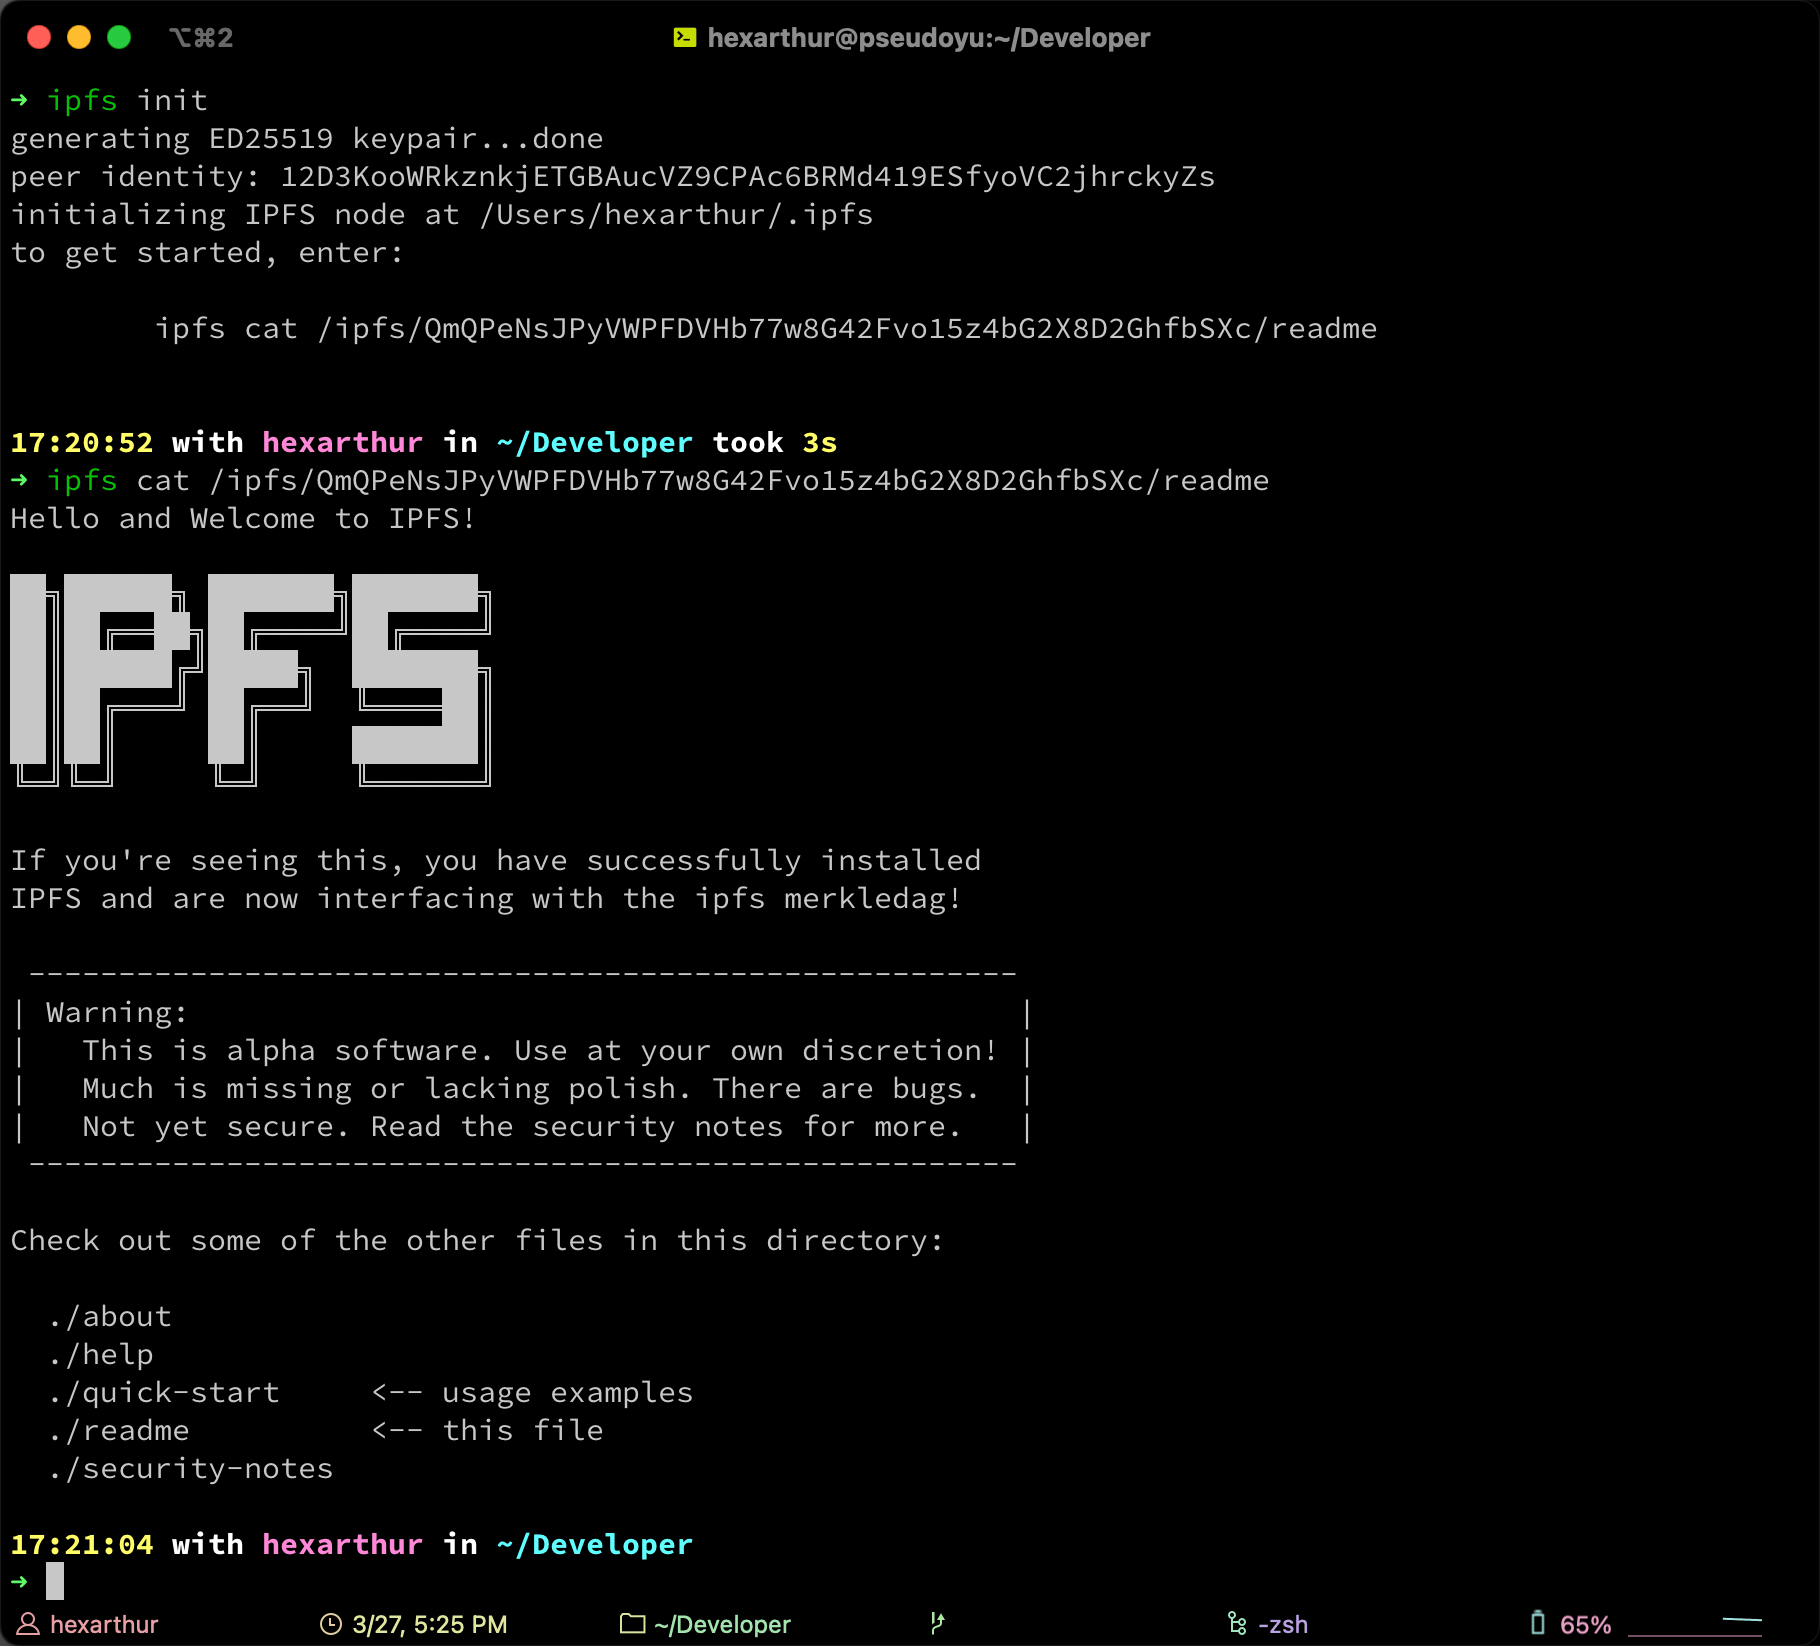 ⌥⌘2
hexarthur@pseudoyu:~/Developer
➜ ipfs init
generating ED25519 keypair...done
peer identity: 12D3KooWRkznkjETGBAucVZ9CPAc6BRMd419ESfyoVC2jhrckyZs
initializing IPFS node at /Users/hexarthur/.ipfs
to get started, enter:
ipfs cat /ipfs/QmQPeNsJPyVWPFDVHb77w8G42Fvo15z4bG2X8D2GhfbSXc/readme
17:20:52 with hexarthur in ~/Developer took 3s
➜ ipfs cat /ipfs/QmQPeNsJPyVWPFDVHb77w8G42Fvo15z4bG2X8D2GhfbSXc/readme
Hello and Welcome to IPFS!
IPFS
If you're seeing this, you have successfully installed
IPFS and are now interfacing with the ipfs merkledag!
-------------------------------------------------------
| Warning: |
| This is alpha software. Use at your own discretion! |
| Much is missing or lacking polish. There are bugs. |
| Not yet secure. Read the security notes for more. |
-------------------------------------------------------
Check out some of the other files in this directory:
./about
./help
./quick-start <-- usage examples
./readme <-- this file
./security-notes
17:21:04 with hexarthur in ~/Developer
➜
hexarthur 3/27, 5:25 PM ~/Developer -zsh 65%